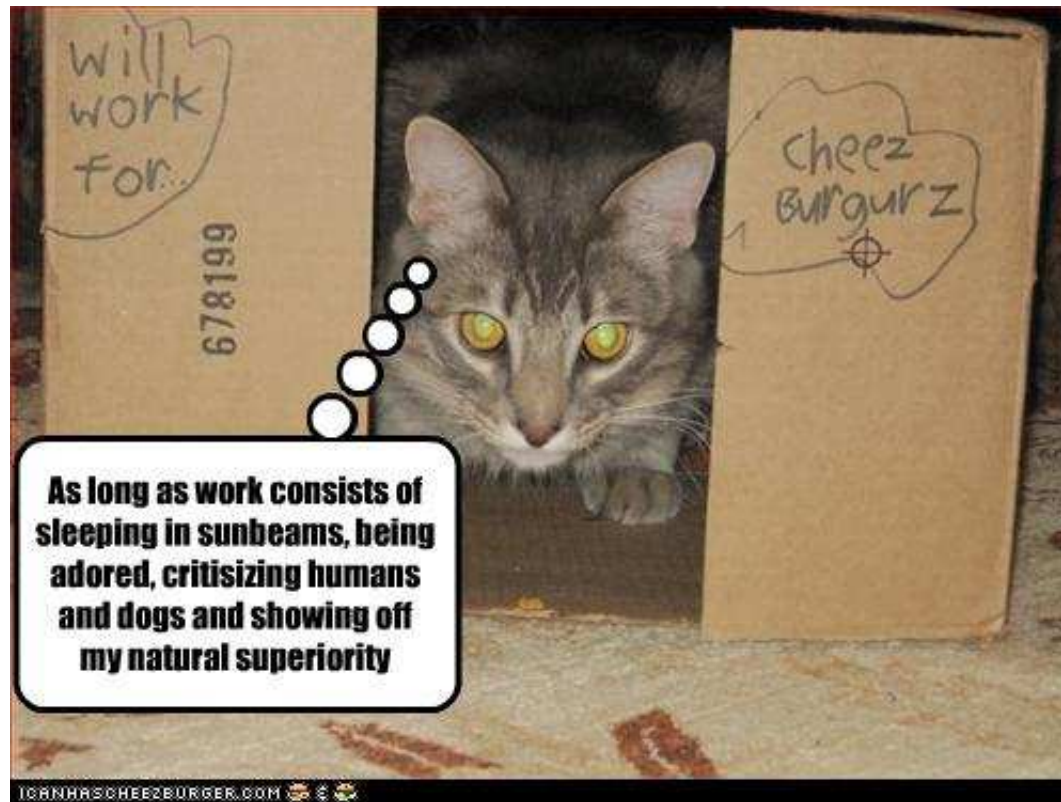 will
work
for...
678199
Cheez
Burgurz
As long as work consists of
sleeping in sunbeams, being
adored, critisizing humans
and dogs and showing off
my natural superiority
ICANHASCHEEZBURGER.COM